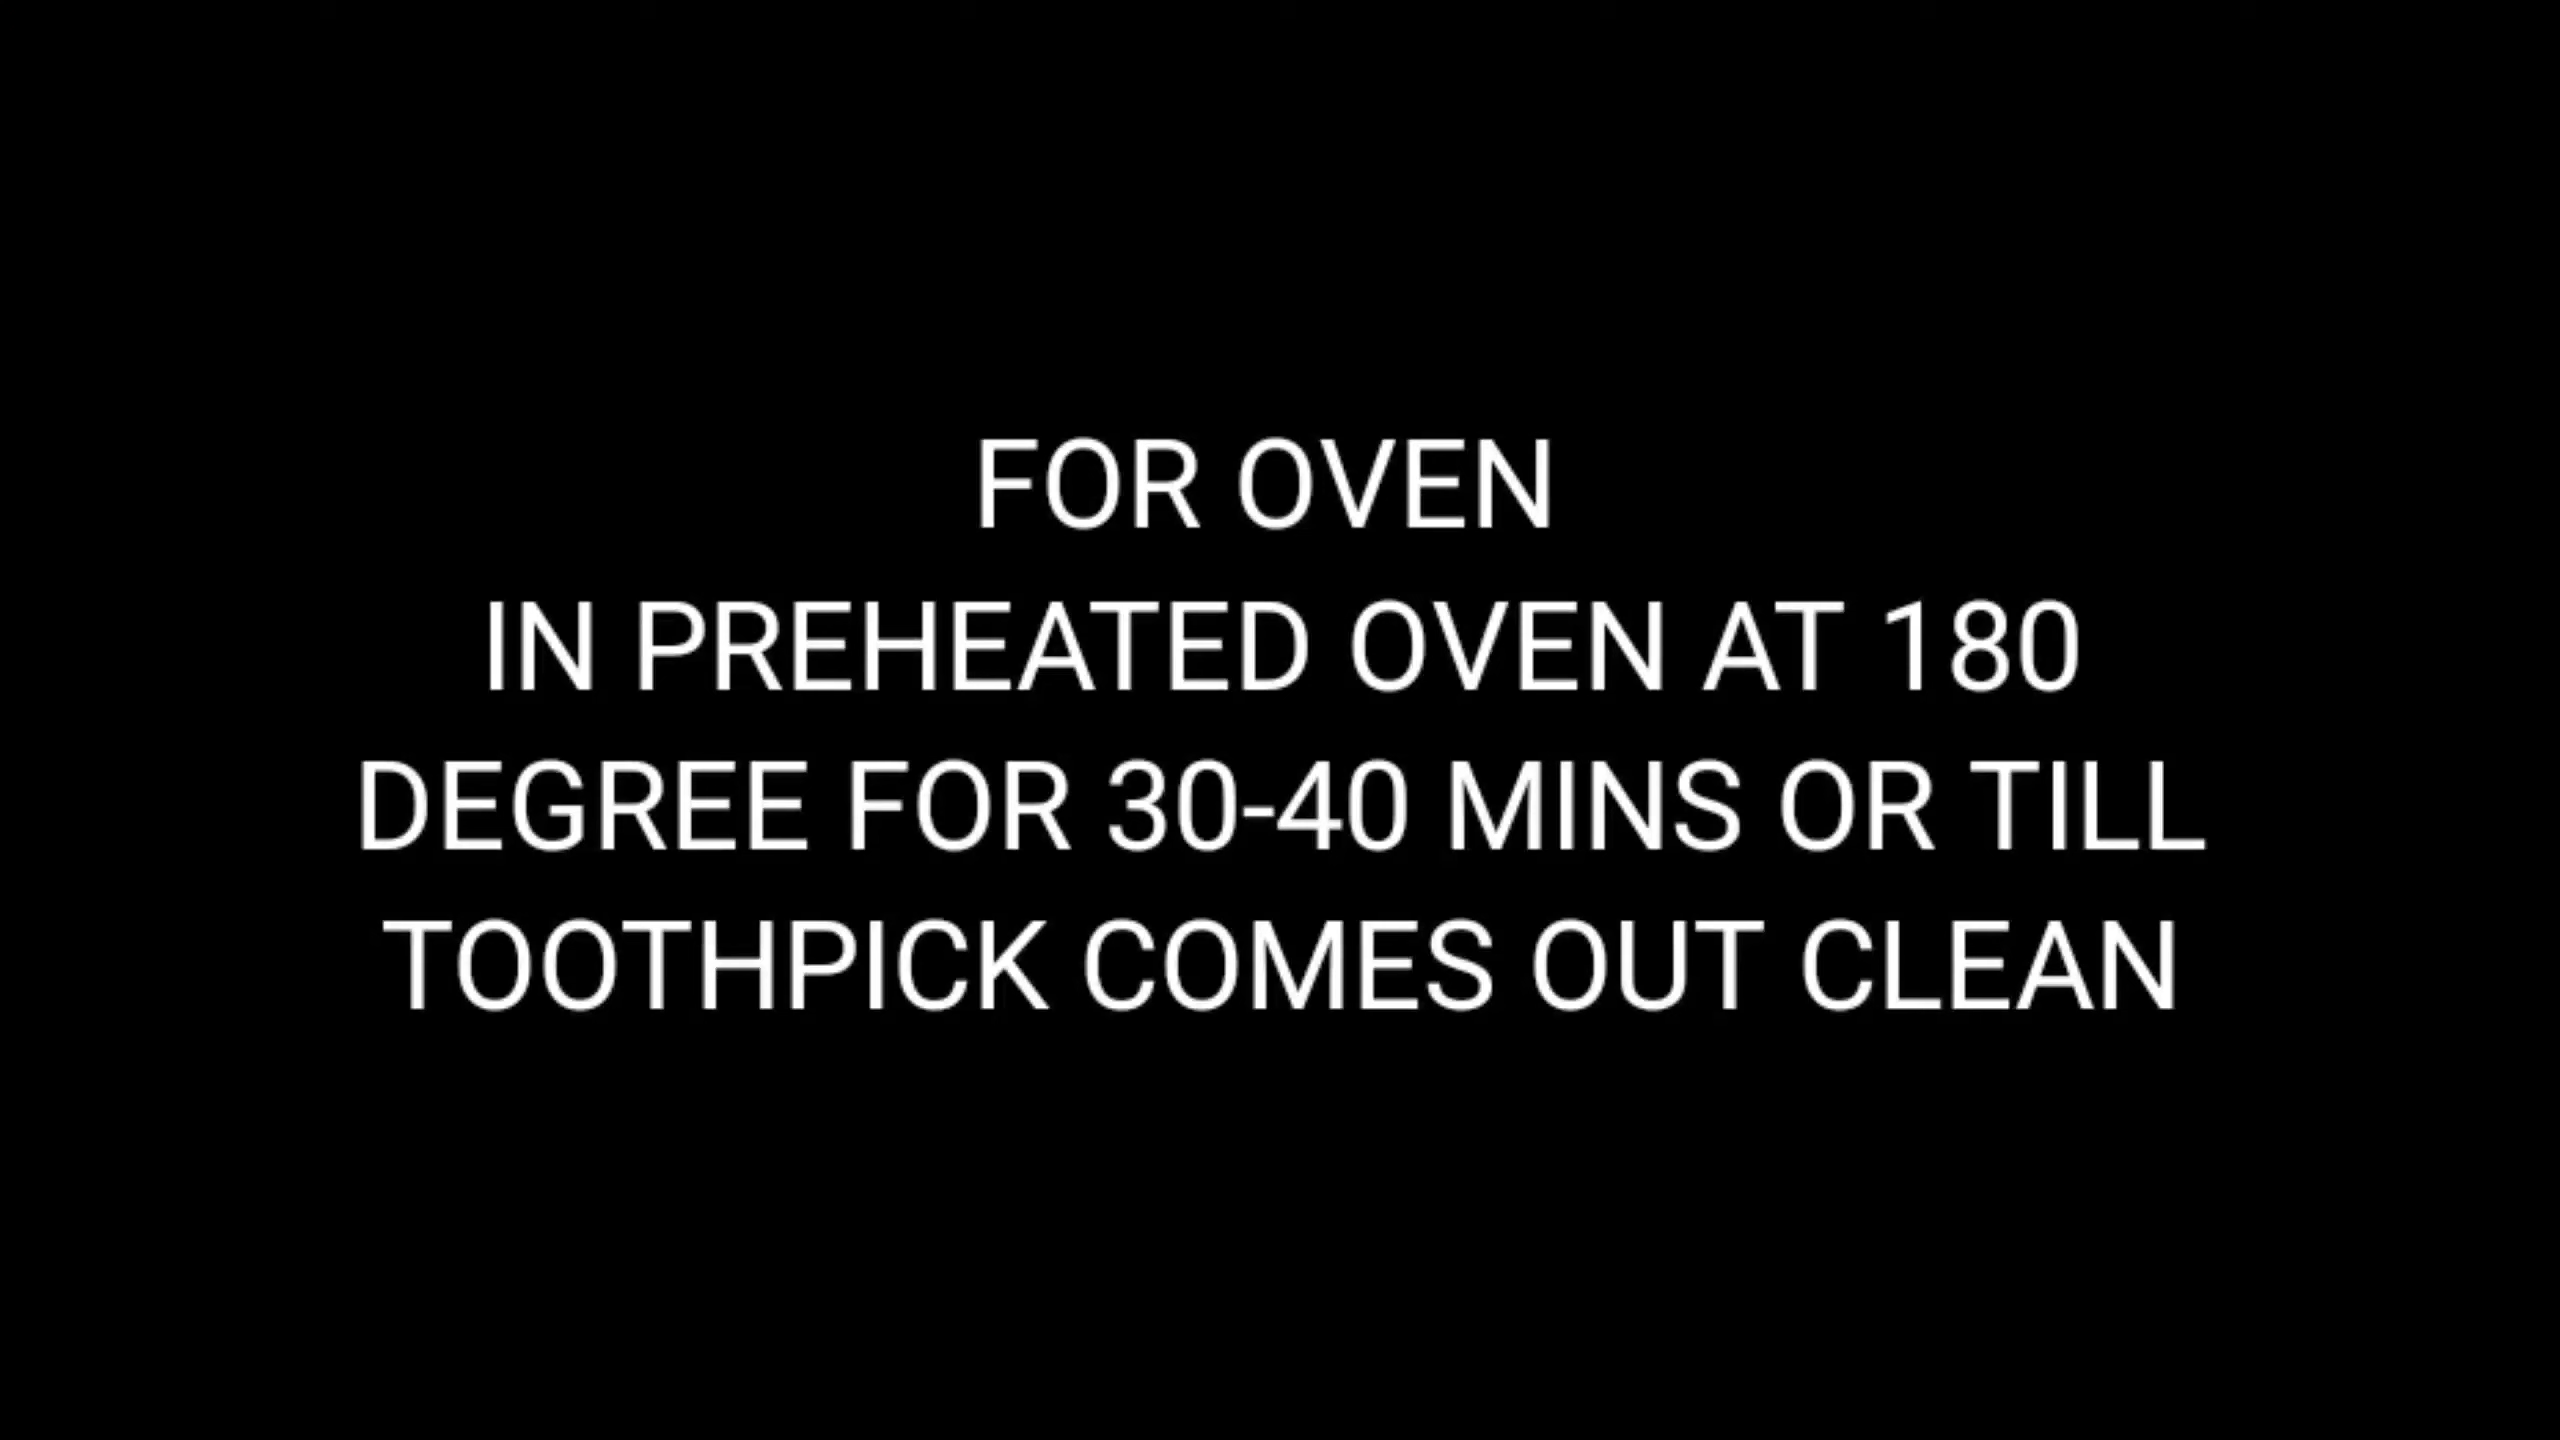 FOR OVEN
IN PREHEATED OVEN AT 180
DEGREE FOR 30-40 MINS OR TILL
TOOTHPICK COMES OUT CLEAN